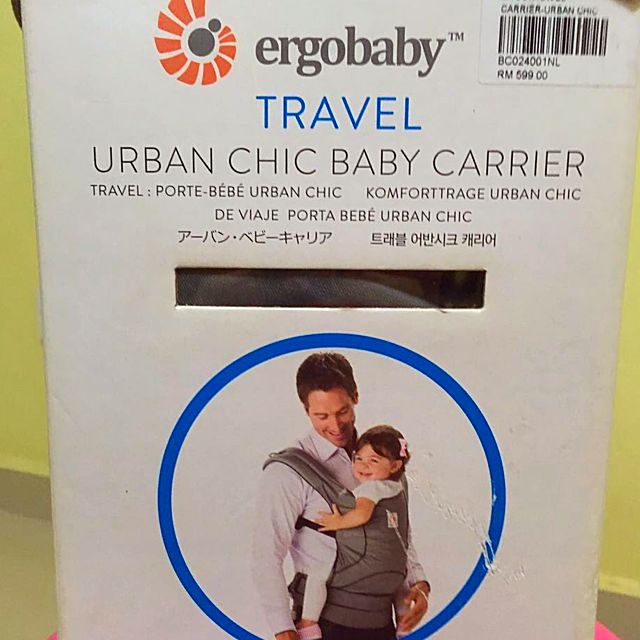 CARRIER-URBAN CHIC
BC024001NL
RM 599.00
ergobaby™
TRAVEL
URBAN CHIC BABY CARRIER
TRAVEL : PORTE-BÉBÉ URBAN CHIC KOMFORTTRAGE URBAN CHIC
DE VIAJE PORTA BEBÉ URBAN CHIC
アーバン・ベビーキャリア 트래블 어반시크 캐리어